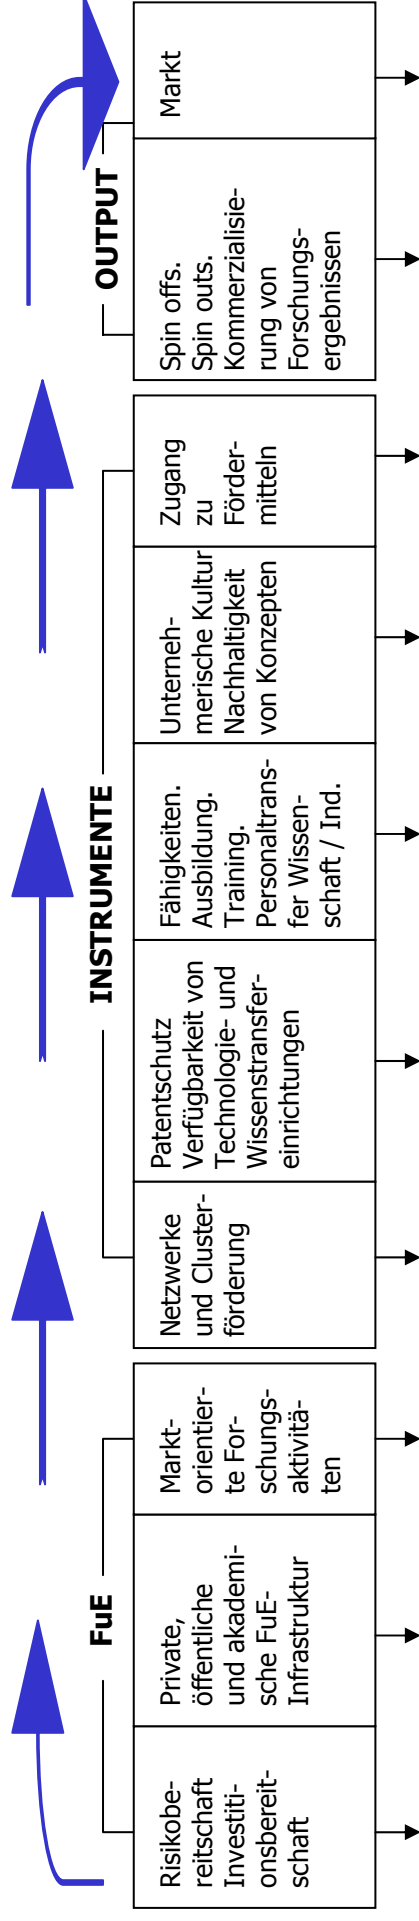 FuE
Risikobe-
reitschaft
Investiti-
onsbereit-
schaft
Private,
öffentliche
und akademi-
sche FuE-
Infrastruktur
Markt-
orientier-
te For-
schungs-
aktivitä-
ten
INSTRUMENTE
Netzwerke
und Cluster-
förderung
Patentschutz
Verfügbarkeit von
Technologie- und
Wissenstransfer-
einrichtungen
Fähigkeiten.
Ausbildung.
Training.
Personaltrans-
fer Wissen-
schaft / Ind.
Unterneh-
merische Kultur
Nachhaltigkeit
von Konzepten
Zugang
zu
Förder-
mitteln
OUTPUT
Spin offs.
Spin outs.
Kommerzialisie-
rung von
Forschungs-
ergebnissen
Markt